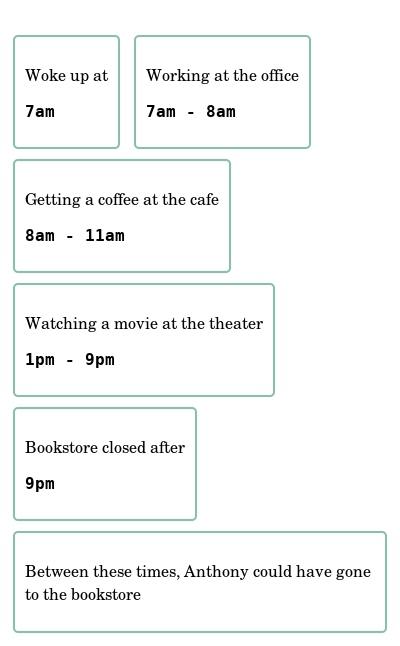 Woke up at
7am
Working at the office
7am - 8am
Getting a coffee at the cafe
8am - 11am
Watching a movie at the theater
1pm - 9pm
Bookstore closed after
9pm
Between these times, Anthony could have gone
to the bookstore